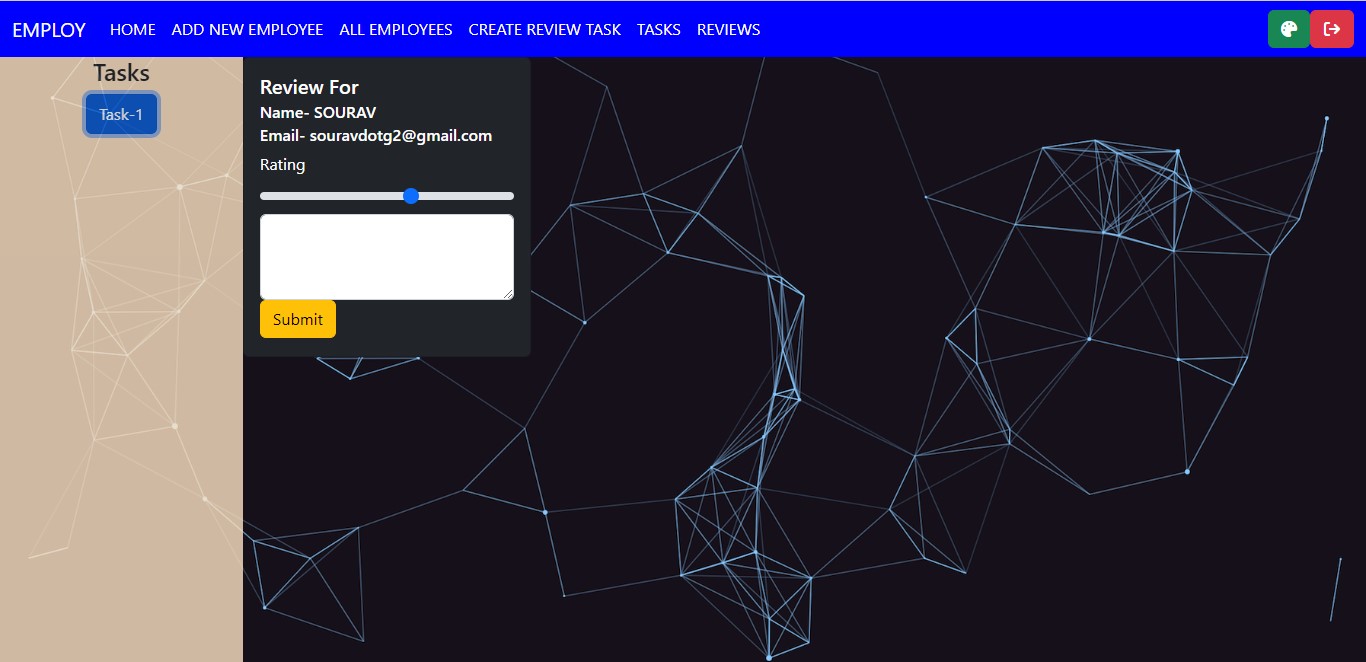 EMPLOY HOME ADD NEW EMPLOYEE ALL EMPLOYEES CREATE REVIEW TASK TASKS REVIEWS
Tasks
Task-1
Review For
Name- SOURAV
Email- souravdotg2@gmail.com
Rating
Submit